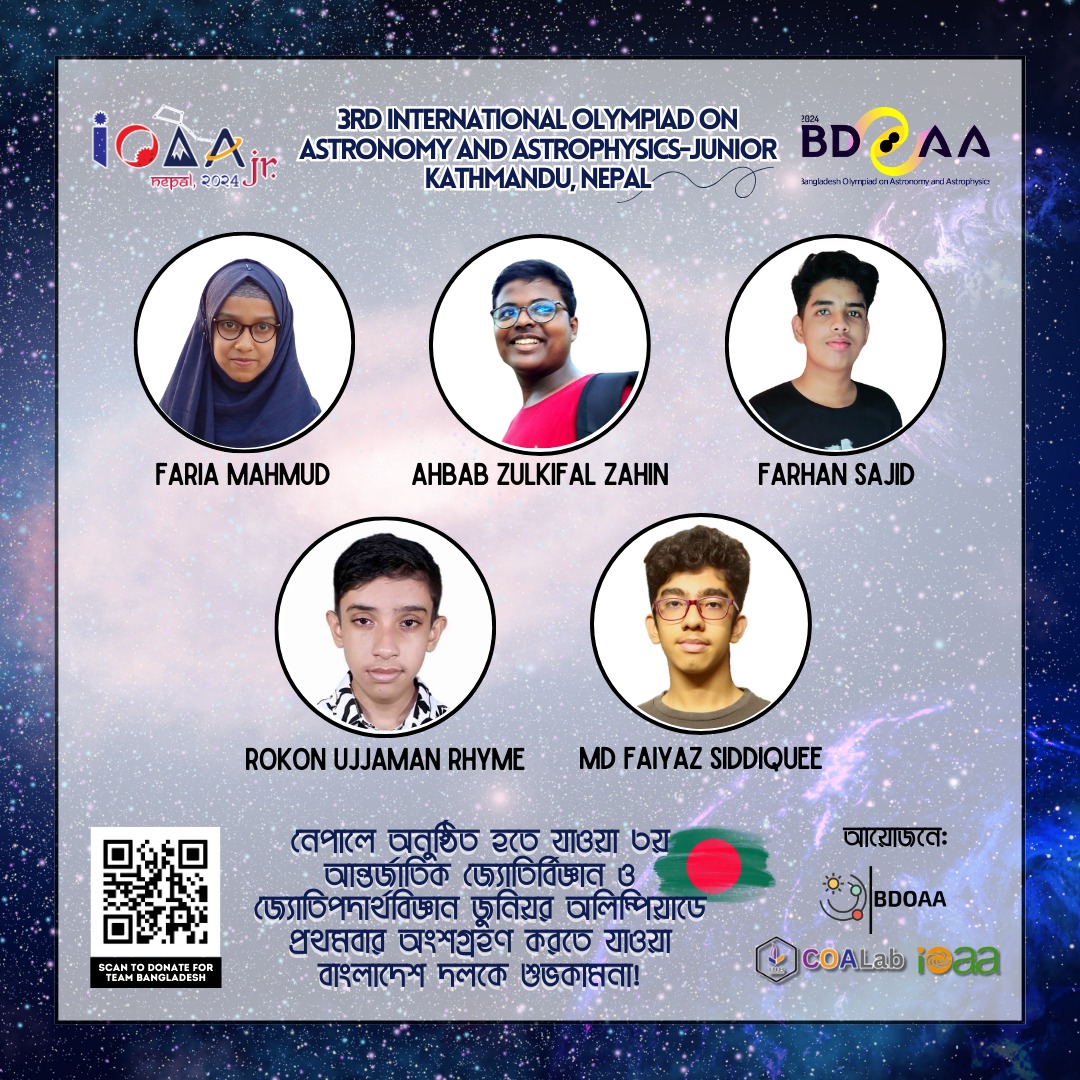 ioaa jr.
nepal, 2024
3RD INTERNATIONAL OLYMPIAD ON
ASTRONOMY AND ASTROPHYSICS-JUNIOR
KATHMANDU, NEPAL
2024
BDOAA
Bangladesh Olympiad on Astronomy and Astrophysics
FARIA MAHMUD
AHBAB ZULKIFAL ZAHIN
FARHAN SAJID
ROKON UJJAMAN RHYME
MD FAIYAZ SIDDIQUEE
SCAN TO DONATE FOR
TEAM BANGLADESH
নেপালে অনুষ্ঠিত হতে যাওয়া ৩য়
আন্তর্জাতিক জ্যোতির্বিজ্ঞান ও
জ্যোতিপদার্থবিজ্ঞান জুনিয়র অলিম্পিয়াডে
প্রথমবার অংশগ্রহণ করতে যাওয়া
বাংলাদেশ দলকে শুভকামনা!
আয়োজনে:
BDOAA
COALab
ioaa